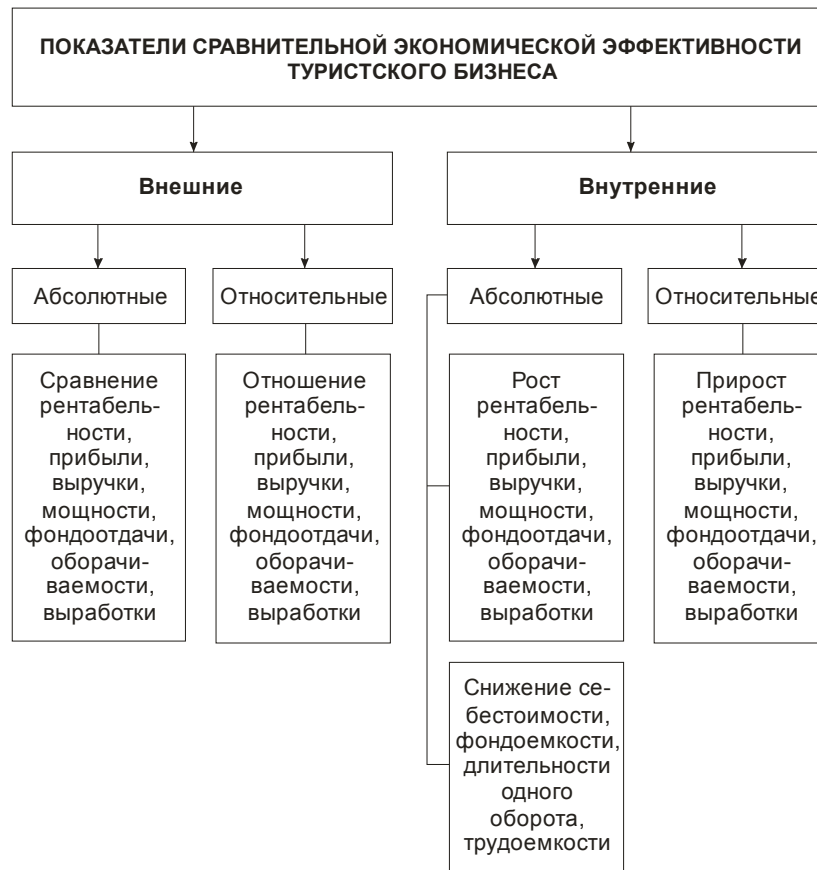 ПОКАЗАТЕЛИ СРАВНИТЕЛЬНОЙ ЭКОНОМИЧЕСКОЙ ЭФФЕКТИВНОСТИ
ТУРИСТСКОГО БИЗНЕСА
Внешние
Внутренние
Абсолютные
Относительные
Абсолютные
Относительные
Сравнение
рентабель-
ности,
прибыли,
выручки,
мощности,
фондоотдачи,
оборачи-
ваемости,
выработки
Отношение
рентабель-
ности,
прибыли,
выручки,
мощности,
фондоотдачи,
оборачи-
ваемости,
выработки
Рост
рентабель-
ности,
прибыли,
выручки,
мощности,
фондоотдачи,
оборачи-
ваемости,
выработки
Прирост
рентабель-
ности,
прибыли,
выручки,
мощности,
фондоотдачи,
оборачи-
ваемости,
выработки
Снижение се-
бестоимости,
фондоемкости,
длительности
одного
оборота,
трудоемкости